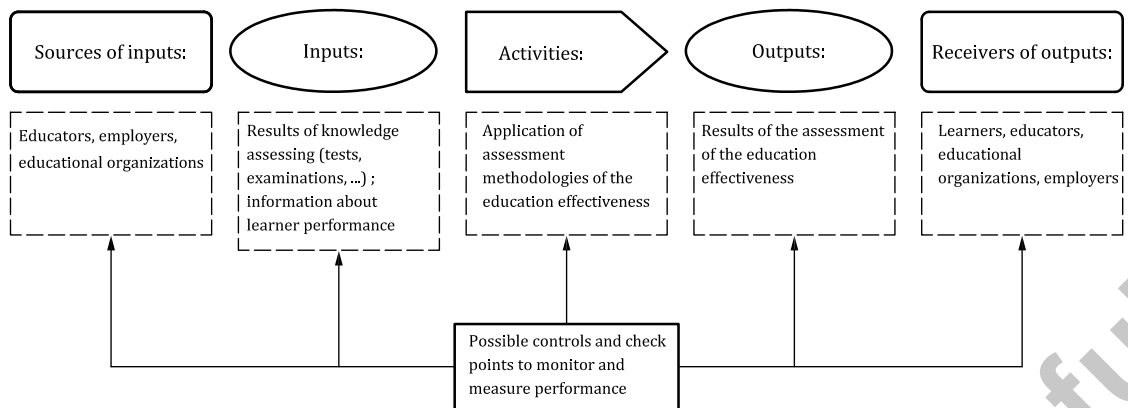 Sources of inputs:
Inputs:
Activities:
Outputs:
Receivers of outputs:
Educators, employers,
educational organizations
Results of knowledge
assessing (tests,
examinations, ...) ;
information about
learner performance
Application of
assessment
methodologies of the
education effectiveness
Results of the assessment
of the education
effectiveness
Learners, educators,
educational
organizations, employers
Possible controls and check
points to monitor and
measure performance